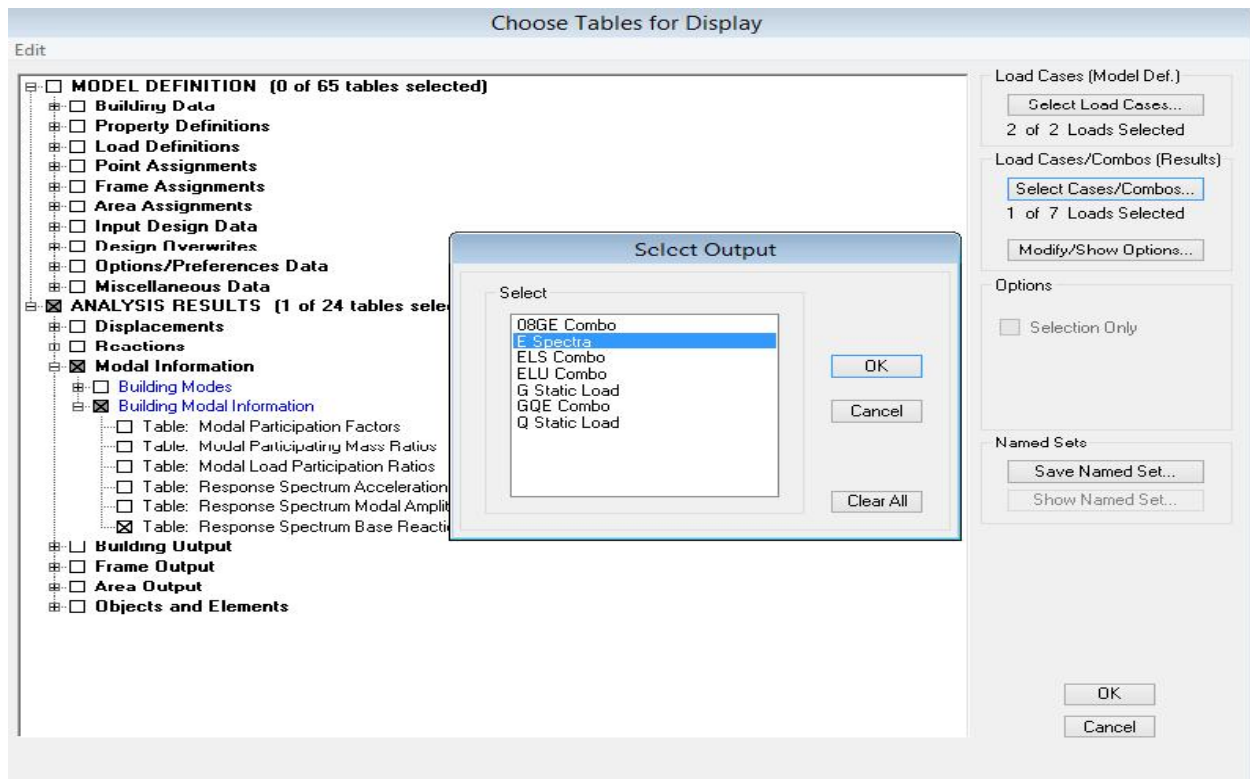 Choose Tables for Display
Edit
MODEL DEFINITION (0 of 65 tables selected)
Building Data
Property Definitions
Load Definitions
Point Assignments
Frame Assignments
Area Assignments
Input Design Data
Design Overwrites
Options/Preferences Data
Miscellaneous Data
ANALYSIS RESULTS (1 of 24 tables sele
Displacements
Reactions
Modal Information
Building Modes
Building Modal Information
Table: Modal Participation Factors
Table: Modal Participating Mass Ratios
Table: Modal Load Participation Ratios
Table: Response Spectrum Acceleration
Table: Response Spectrum Modal Amplit
Table: Response Spectrum Base Reacti
Building Output
Frame Output
Area Output
Objects and Elements
Select Output
Select
08GE Combo
E Spectra
ELS Combo
ELU Combo
G Static Load
GQE Combo
Q Static Load
OK
Cancel
Clear All
Load Cases (Model Def.)
Select Load Cases...
2 of 2 Loads Selected
Load Cases/Combos (Results)
Select Cases/Combos...
1 of 7 Loads Selected
Modify/Show Options...
Options
Selection Only
Named Sets
Save Named Set...
Show Named Set...
OK
Cancel